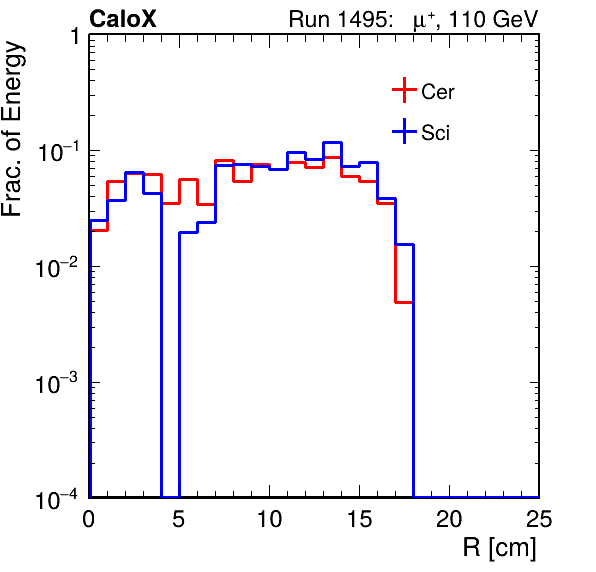 CaloX Run 1495: μ⁺, 110 GeV
Frac. of Energy
1
10⁻¹
10⁻²
10⁻³
10⁻⁴
Cer
Sci
0 5 10 15 20 25
R [cm]